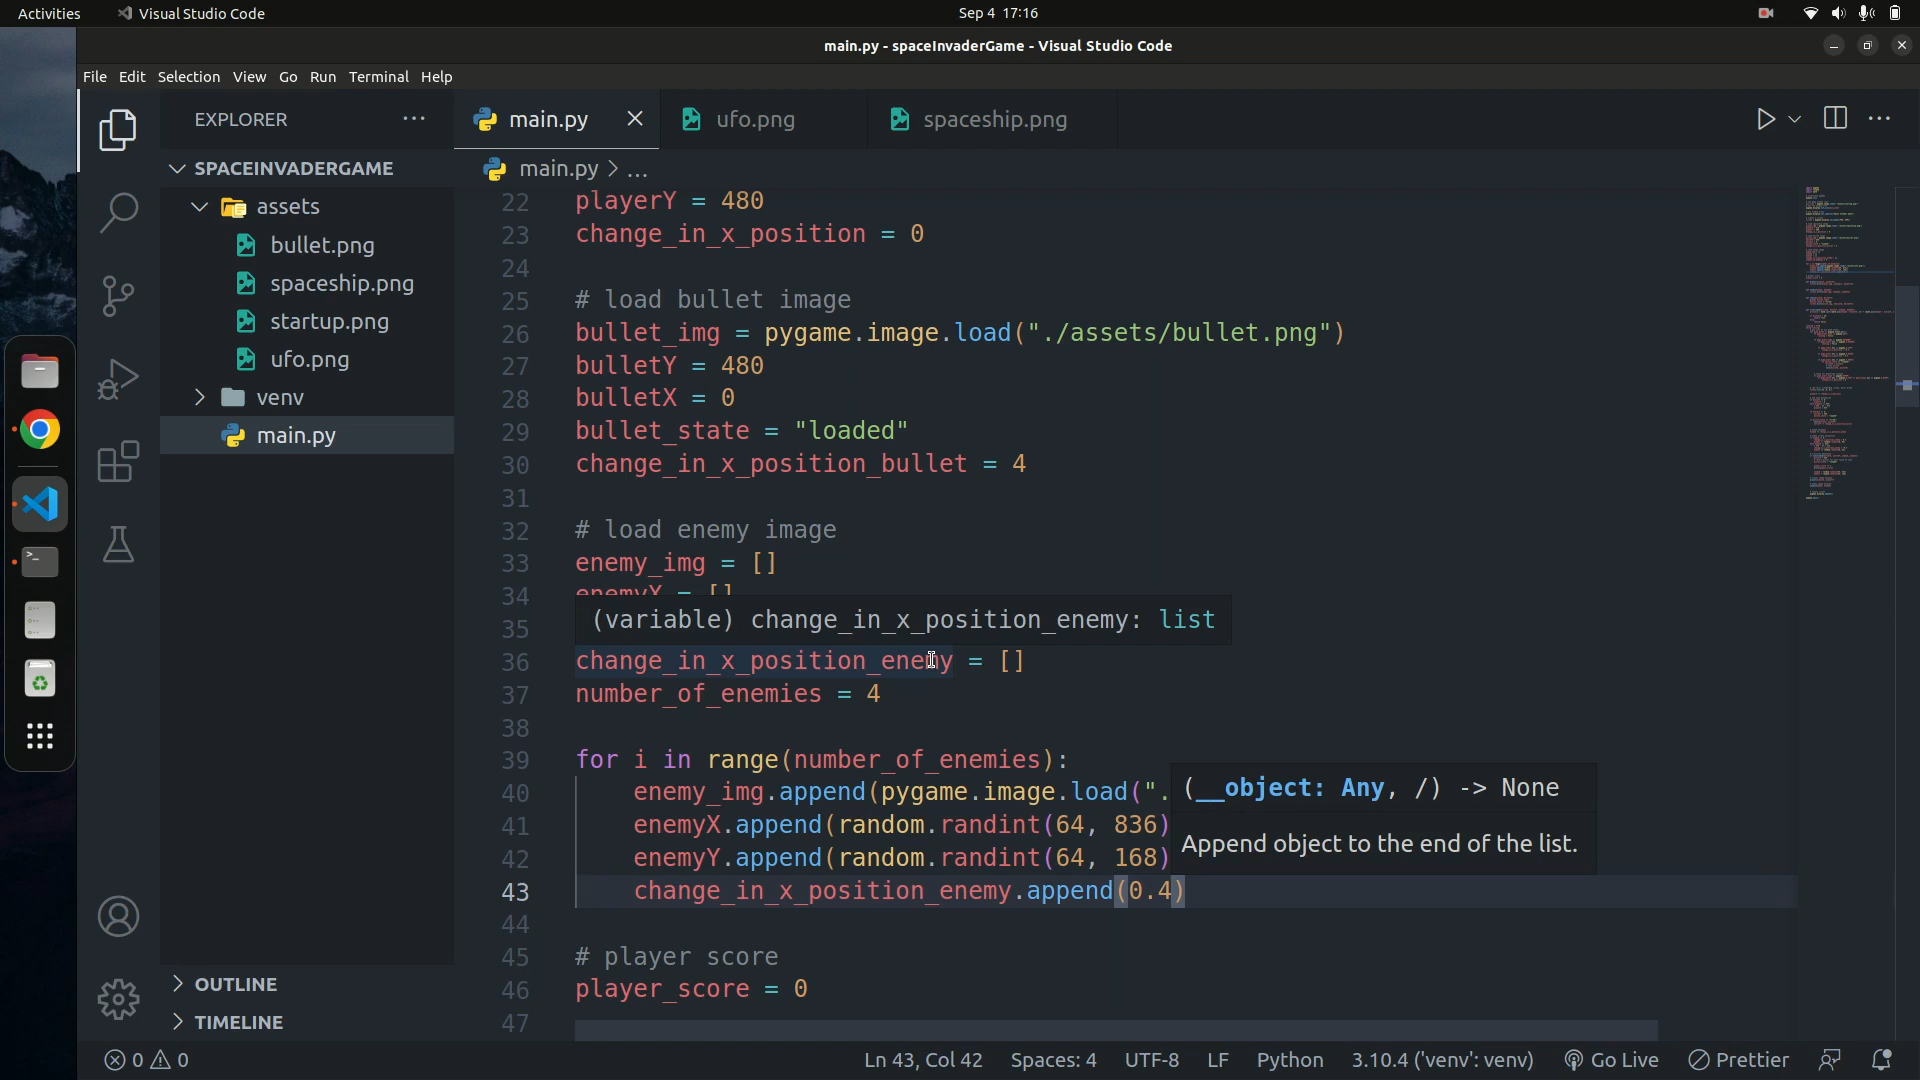 Activities
Visual Studio Code
Sep 4 17:16
main.py - spaceInvaderGame - Visual Studio Code
File Edit Selection View Go Run Terminal Help
EXPLORER
main.py
ufo.png
spaceship.png
SPACEINVADERGAME
assets
bullet.png
spaceship.png
startup.png
ufo.png
venv
main.py
OUTLINE
TIMELINE
main.py > ...
22 playerY = 480
23 change_in_x_position = 0
24
25 # load bullet image
26 bullet_img = pygame.image.load("./assets/bullet.png")
27 bulletY = 480
28 bulletX = 0
29 bullet_state = "loaded"
30 change_in_x_position_bullet = 4
31
32 # load enemy image
33 enemy_img = []
34 enemyX = []
(variable) change_in_x_position_enemy: list
35
36 change_in_x_position_enemy = []
37 number_of_enemies = 4
38
39 for i in range(number_of_enemies):
40 enemy_img.append(pygame.image.load(".
41 enemyX.append(random.randint(64, 836)
42 enemyY.append(random.randint(64, 168)
(__object: Any, /) -> None
Append object to the end of the list.
43 change_in_x_position_enemy.append(0.4)
44
45 # player score
46 player_score = 0
47
0 0
Ln 43, Col 42
Spaces: 4
UTF-8
LF
Python
3.10.4 ('venv': venv)
Go Live
Prettier